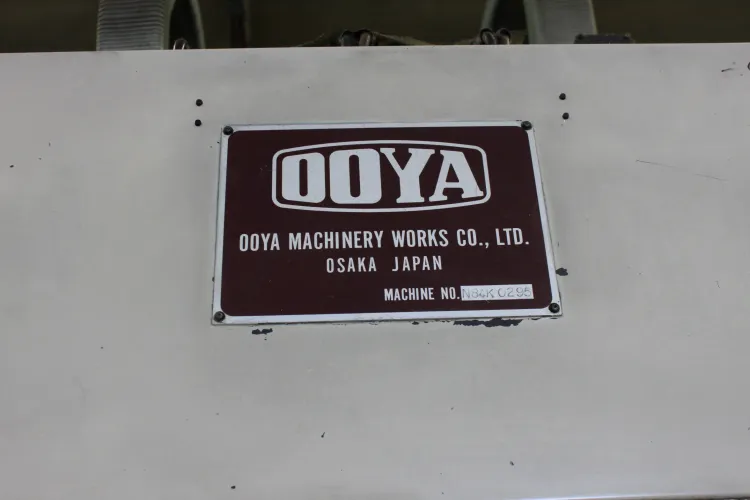 OOYA
OOYA MACHINERY WORKS CO., LTD.
OSAKA JAPAN
MACHINE NO.